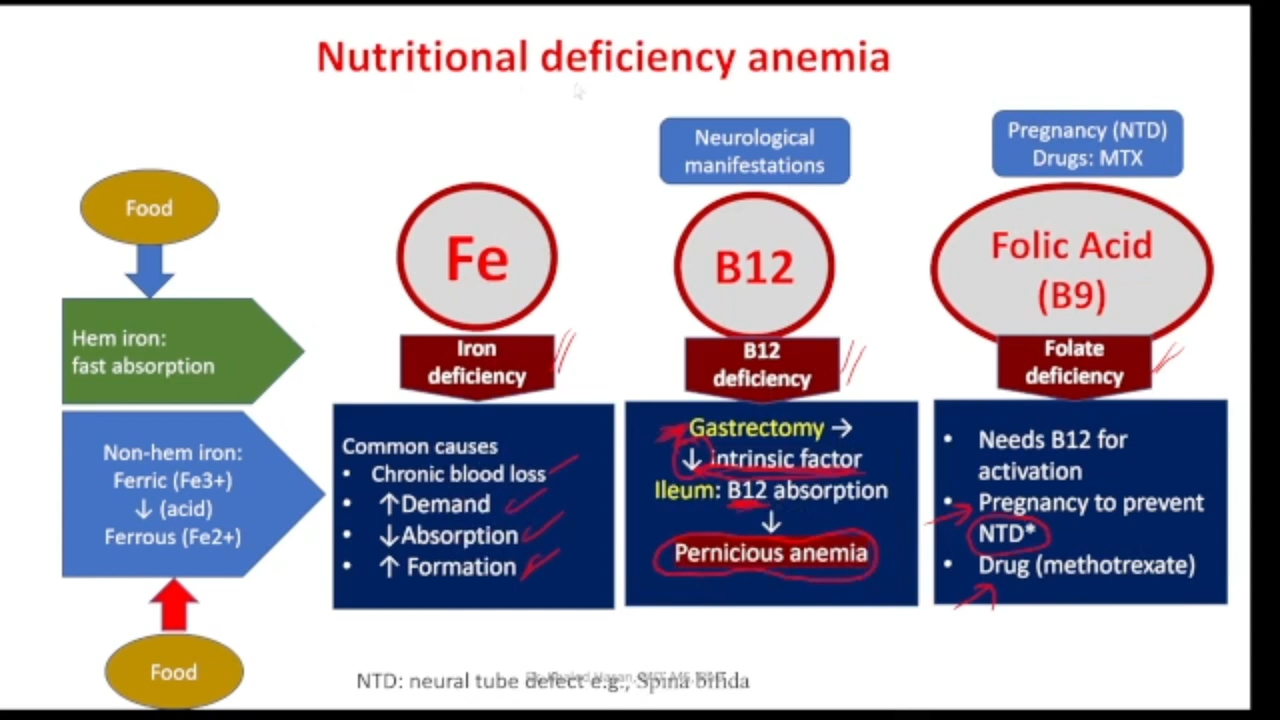 Nutritional deficiency anemia
Neurological
manifestations
Pregnancy (NTD)
Drugs: MTX
Food
Fe
B12
Folic Acid
(B9)
Hem iron:
fast absorption
Iron
deficiency
B12
deficiency
Folate
deficiency
Non-hem iron:
Ferric (Fe3+)
↓ (acid)
Ferrous (Fe2+)
Food
Common causes
• Chronic blood loss
• ↑Demand
• ↓Absorption
• ↑ Formation
Gastrectomy →
↓ intrinsic factor
Ileum: B12 absorption
↓
Pernicious anemia
• Needs B12 for
activation
• Pregnancy to prevent
NTD*
• Drug (methotrexate)
NTD: neural tube defect e.g., Spina bifida